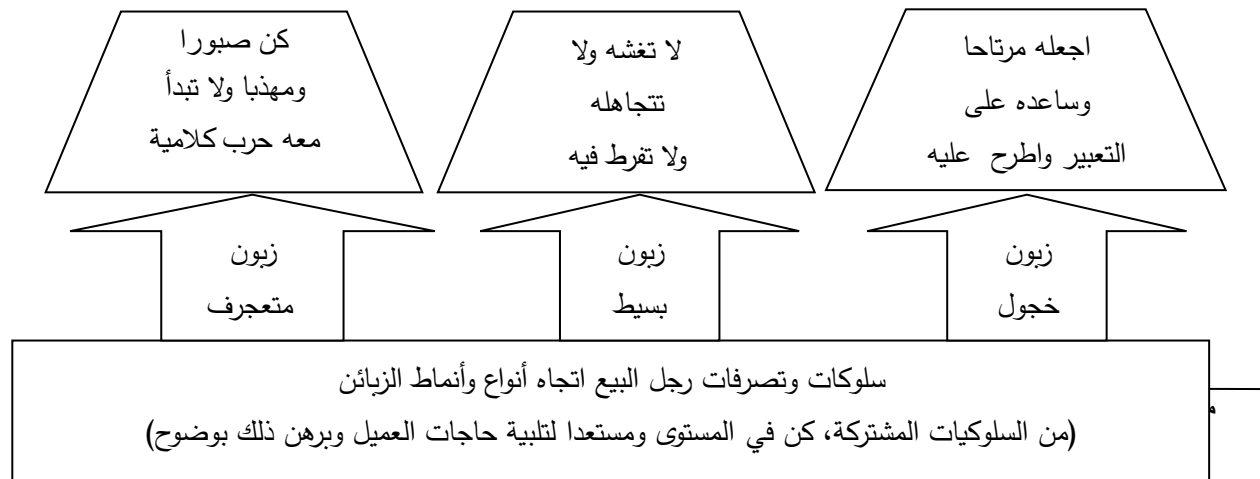 اجعله مرتاحا
وساعده على
التعبير واطرح عليه
لا تغشه ولا
تتجاهله
ولا تفرط فيه
كن صبورا
ومهذبا ولا تبدأ
معه حرب كلامية
زبون
خجول
زبون
بسيط
زبون
متعجرف
سلوكات وتصرفات رجل البيع اتجاه أنواع وأنماط الزبائن
(من السلوكيات المشتركة، كن في المستوى ومستعدا لتلبية حاجات العميل وبرهن ذلك بوضوح)